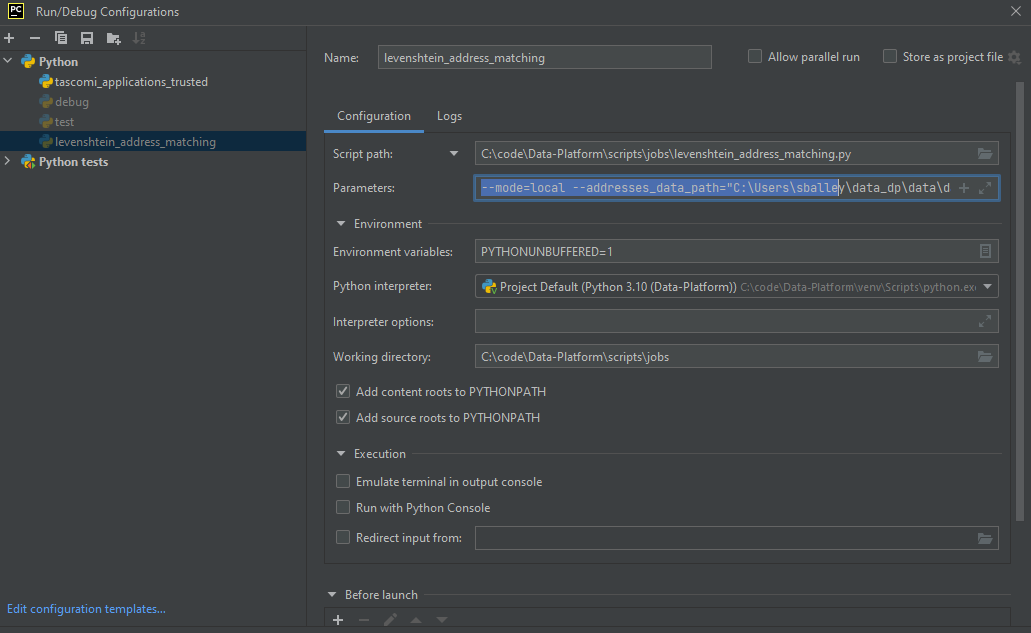 PC Run/Debug Configurations
Python
tascomi_applications_trusted
debug
test
levenshtein_address_matching
Python tests
Edit configuration templates...
Name: levenshtein_address_matching Allow parallel run Store as project file
Configuration Logs
Script path: C:\code\Data-Platform\scripts\jobs\levenshtein_address_matching.py
Parameters: --mode=local --addresses_data_path="C:\Users\sballey\data_dp\data\d
Environment
Environment variables: PYTHONUNBUFFERED=1
Python interpreter: Project Default (Python 3.10 (Data-Platform)) C:\code\Data-Platform\venv\Scripts\python.exe
Interpreter options:
Working directory: C:\code\Data-Platform\scripts\jobs
Add content roots to PYTHONPATH
Add source roots to PYTHONPATH
Execution
Emulate terminal in output console
Run with Python Console
Redirect input from:
Before launch